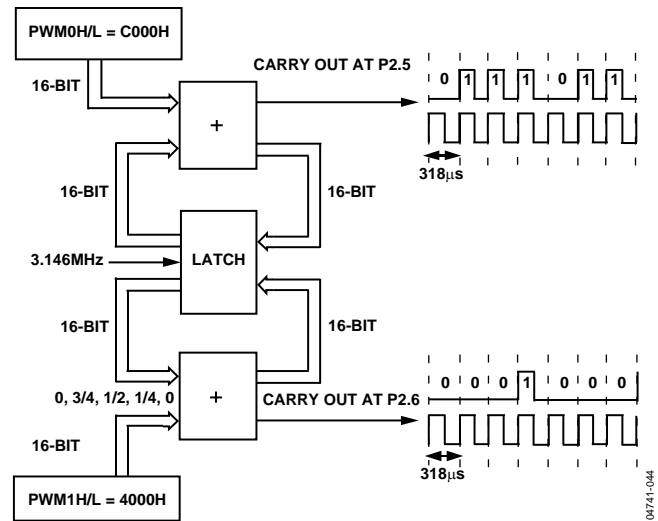 PWM0H/L = C000H
16-BIT
+
CARRY OUT AT P2.5
0 1 1 1 0 1 1
318μs
16-BIT
16-BIT
3.146MHz
LATCH
16-BIT
16-BIT
0, 3/4, 1/2, 1/4, 0
+
CARRY OUT AT P2.6
0 0 0 1 0 0 0
318μs
16-BIT
PWM1H/L = 4000H
04741-044